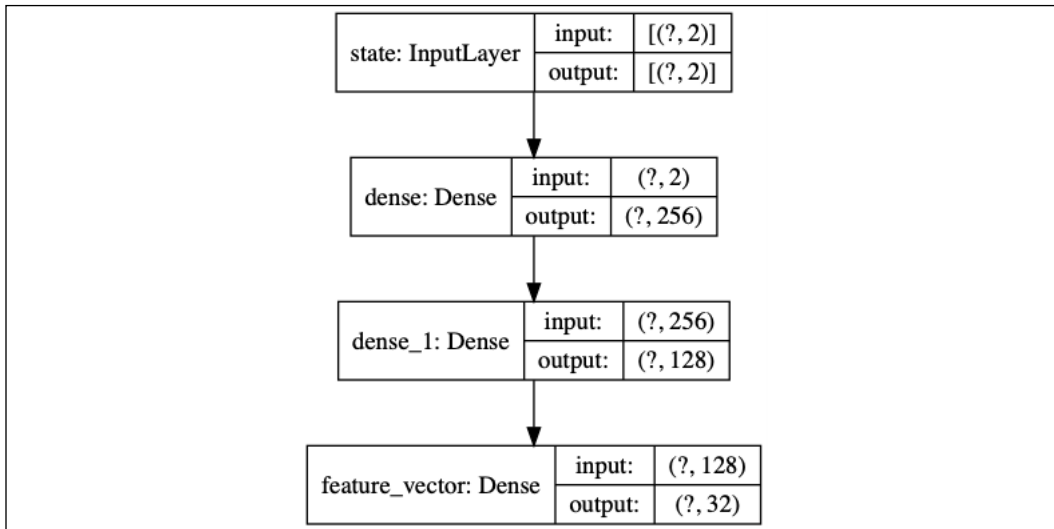 state: InputLayer
input: [(?, 2)]
output: [(?, 2)]
dense: Dense
input: (?, 2)
output: (?, 256)
dense_1: Dense
input: (?, 256)
output: (?, 128)
feature_vector: Dense
input: (?, 128)
output: (?, 32)